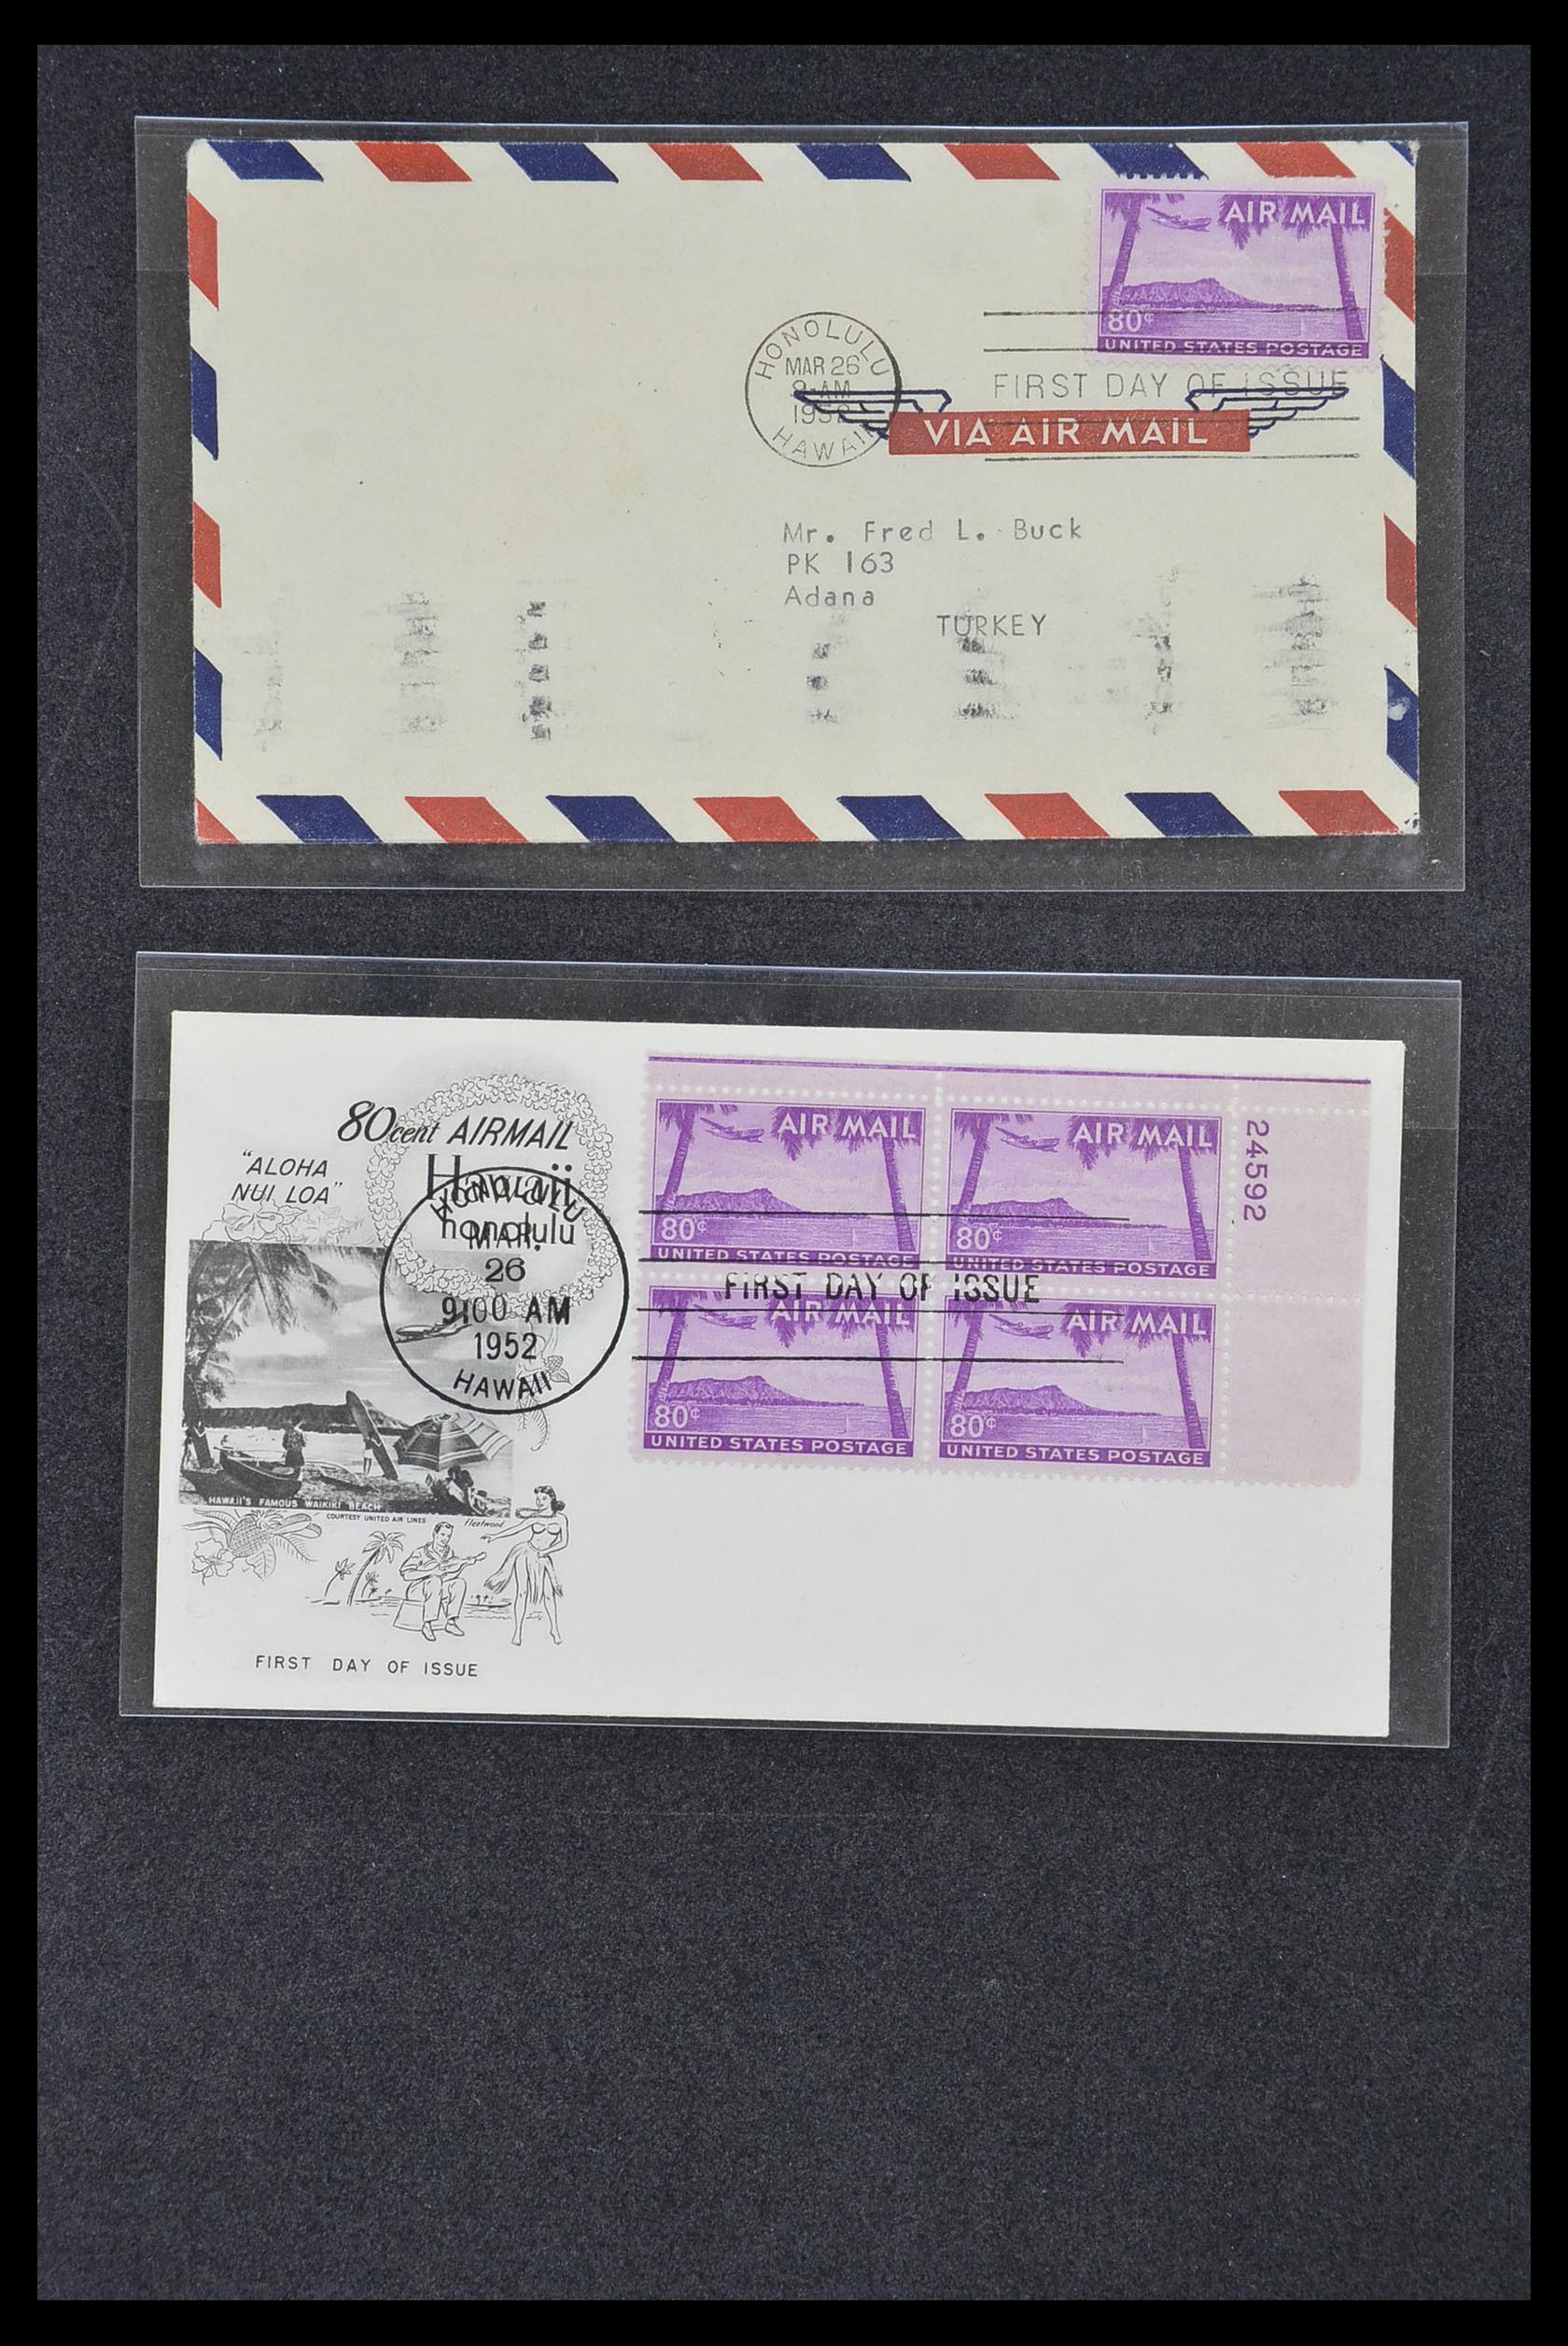 AIR MAIL
80¢
UNITED STATES POSTAGE
HONOLULU
MAR 26
9-AM
1952
HAWAII
FIRST DAY OF ISSUE
VIA AIR MAIL
Mr. Fred L. Buck
PK 163
Adana
TURKEY
80cent AIRMAIL
"ALOHA
NUI LOA"
Hawaii
honolulu
HONOLULU
MAR.
26
9:00 AM
1952
HAWAII
HAWAII'S FAMOUS WAIKIKI BEACH
COURTESY UNITED AIR LINES
fleetwood
FIRST DAY OF ISSUE
AIR MAIL
80¢
UNITED STATES POSTAGE
AIR MAIL
80¢
UNITED STATES POSTAGE
24592
FIRST DAY OF ISSUE
AIR MAIL
80¢
UNITED STATES POSTAGE
AIR MAIL
80¢
UNITED STATES POSTAGE